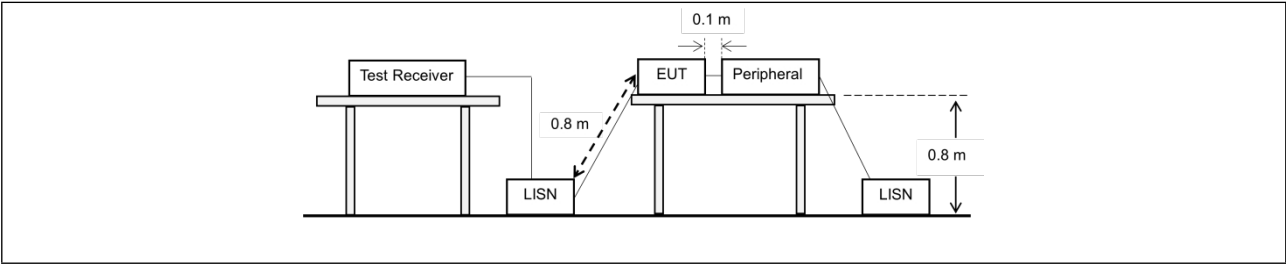 0.1 m
Test Receiver
EUT
Peripheral
0.8 m
0.8 m
LISN
LISN